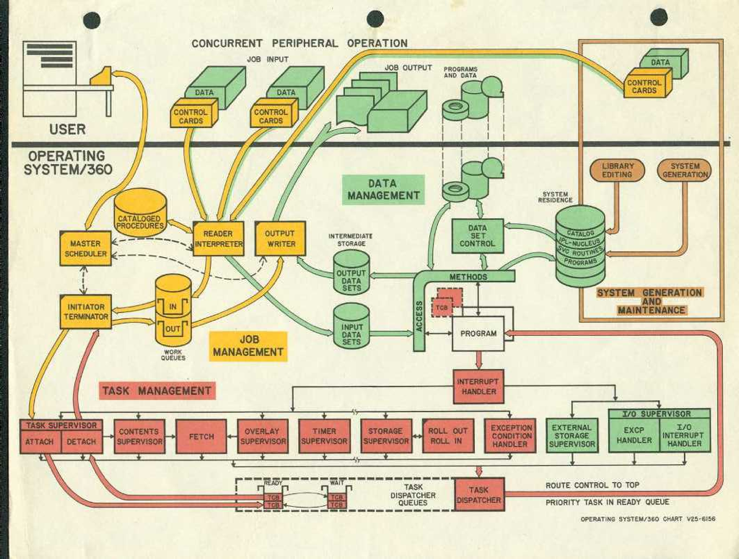 CONCURRENT PERIPHERAL OPERATION
JOB INPUT
JOB OUTPUT
PROGRAMS
AND DATA
DATA
CONTROL
CARDS
DATA
CONTROL
CARDS
DATA
CONTROL
CARDS
USER
OPERATING
SYSTEM/360
DATA
MANAGEMENT
LIBRARY
EDITING
SYSTEM
GENERATION
SYSTEM
RESIDENCE
CATALOGED
PROCEDURES
READER
INTERPRETER
OUTPUT
WRITER
INTERMEDIATE
STORAGE
DATA
SET
CONTROL
CATALOG
IPL-NUCLEUS
SVC ROUTINES
PROGRAMS
MASTER
SCHEDULER
OUTPUT
DATA
SETS
METHODS
ACCESS
SYSTEM GENERATION
AND
MAINTENANCE
IN
OUT
WORK
QUEUES
INITIATOR
TERMINATOR
INPUT
DATA
SETS
TCB
PROGRAM
JOB
MANAGEMENT
TASK MANAGEMENT
INTERRUPT
HANDLER
TASK SUPERVISOR
ATTACH
DETACH
CONTENTS
SUPERVISOR
FETCH
OVERLAY
SUPERVISOR
TIMER
SUPERVISOR
STORAGE
SUPERVISOR
ROLL OUT
ROLL IN
EXCEPTION
CONDITION
HANDLER
EXTERNAL
STORAGE
SUPERVISOR
I/O SUPERVISOR
EXCP
HANDLER
I/O
INTERRUPT
HANDLER
READY
WAIT
TCB
TCB
TCB
TCB
TASK
DISPATCHER
QUEUES
TASK
DISPATCHER
ROUTE CONTROL TO TOP
PRIORITY TASK IN READY QUEUE
OPERATING SYSTEM/360 CHART V25-6156